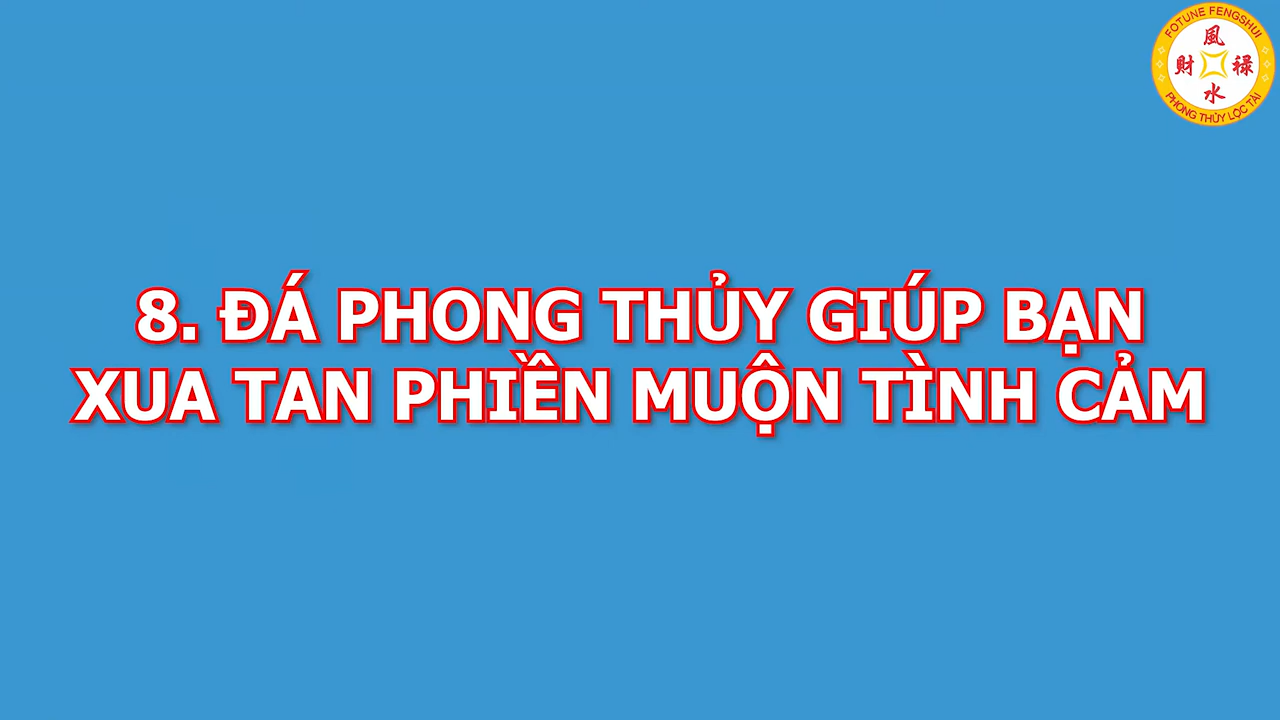 FOTUNE FENGSHUI
風
財 禄
水
PHONG THỦY LỘC TÀI
8. ĐÁ PHONG THỦY GIÚP BẠN
XUA TAN PHIỀN MUỘN TÌNH CẢM